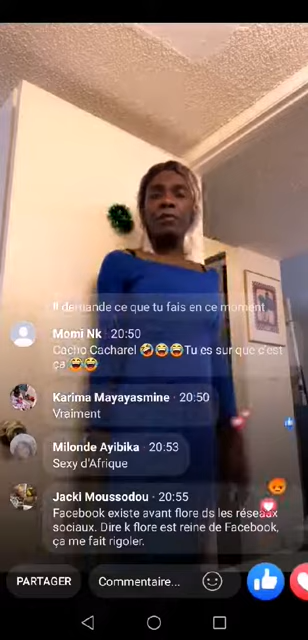 Il demande ce que tu fais en ce moment
Momi Nk · 20:50
Cacho Cacharel 🤣😂😂Tu es sur que c'est
ça 😂😂
Karima Mayayasmine · 20:50
Vraiment
Milonde Ayibika · 20:53
Sexy d'Afrique
Jacki Moussodou · 20:55
Facebook existe avant flore ds les réseaux
sociaux. Dire k flore est reine de Facebook,
ça me fait rigoler.
PARTAGER
Commentaire...